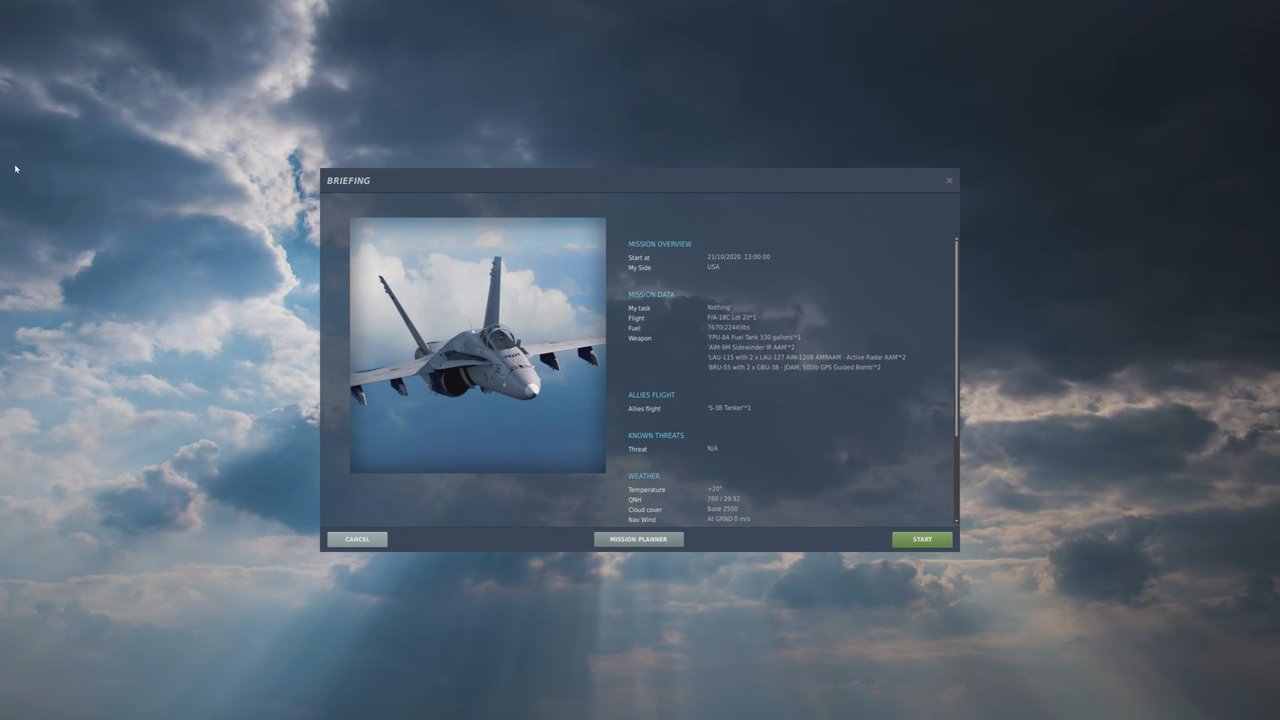 BRIEFING
MISSION OVERVIEW
Start at 21/10/2020 13:00:00
My Side USA
MISSION DATA
My task Nothing
Flight F/A-18C Lot 20*1
Fuel 7670(2244)lbs
Weapon 'FPU-8A Fuel Tank 330 gallons'*1
'AIM-9M Sidewinder IR AAM'*2
'LAU-115 with 2 x LAU-127 AIM-120B AMRAAM - Active Radar AAM'*2
'BRU-55 with 2 x GBU-38 - JDAM, 500lb GPS Guided Bomb'*2
ALLIES FLIGHT
Allies flight 'S-3B Tanker'*1
KNOWN THREATS
Threat N/A
WEATHER
Temperature +20°
QNH 760 / 29.92
Cloud cover Base 2500
Nav Wind At GRND 0 m/s
CANCEL MISSION PLANNER START